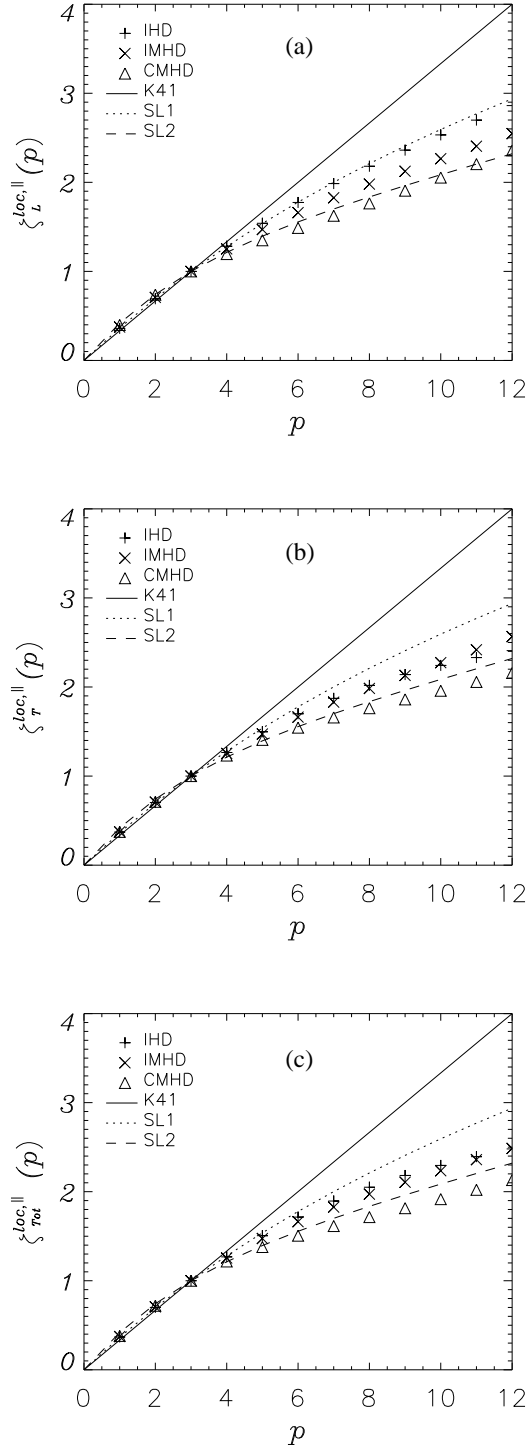 4
3
2
1
0
ζ_L^{loc,||}(p)
+ IHD
× IMHD
△ CMHD
K41
SL1
SL2
(a)
0 2 4 6 8 10 12
p
4
3
2
1
0
ζ_T^{loc,||}(p)
+ IHD
× IMHD
△ CMHD
K41
SL1
SL2
(b)
0 2 4 6 8 10 12
p
4
3
2
1
0
ζ_{Tot}^{loc,||}(p)
+ IHD
× IMHD
△ CMHD
K41
SL1
SL2
(c)
0 2 4 6 8 10 12
p